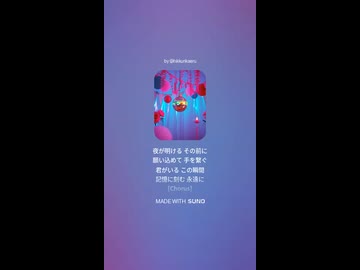 夜が明ける その前に
願い込めて 手を繋ぐ
君がいる この瞬間
記憶に刻む 永遠に
[Chorus]
MADE WITH SUNO